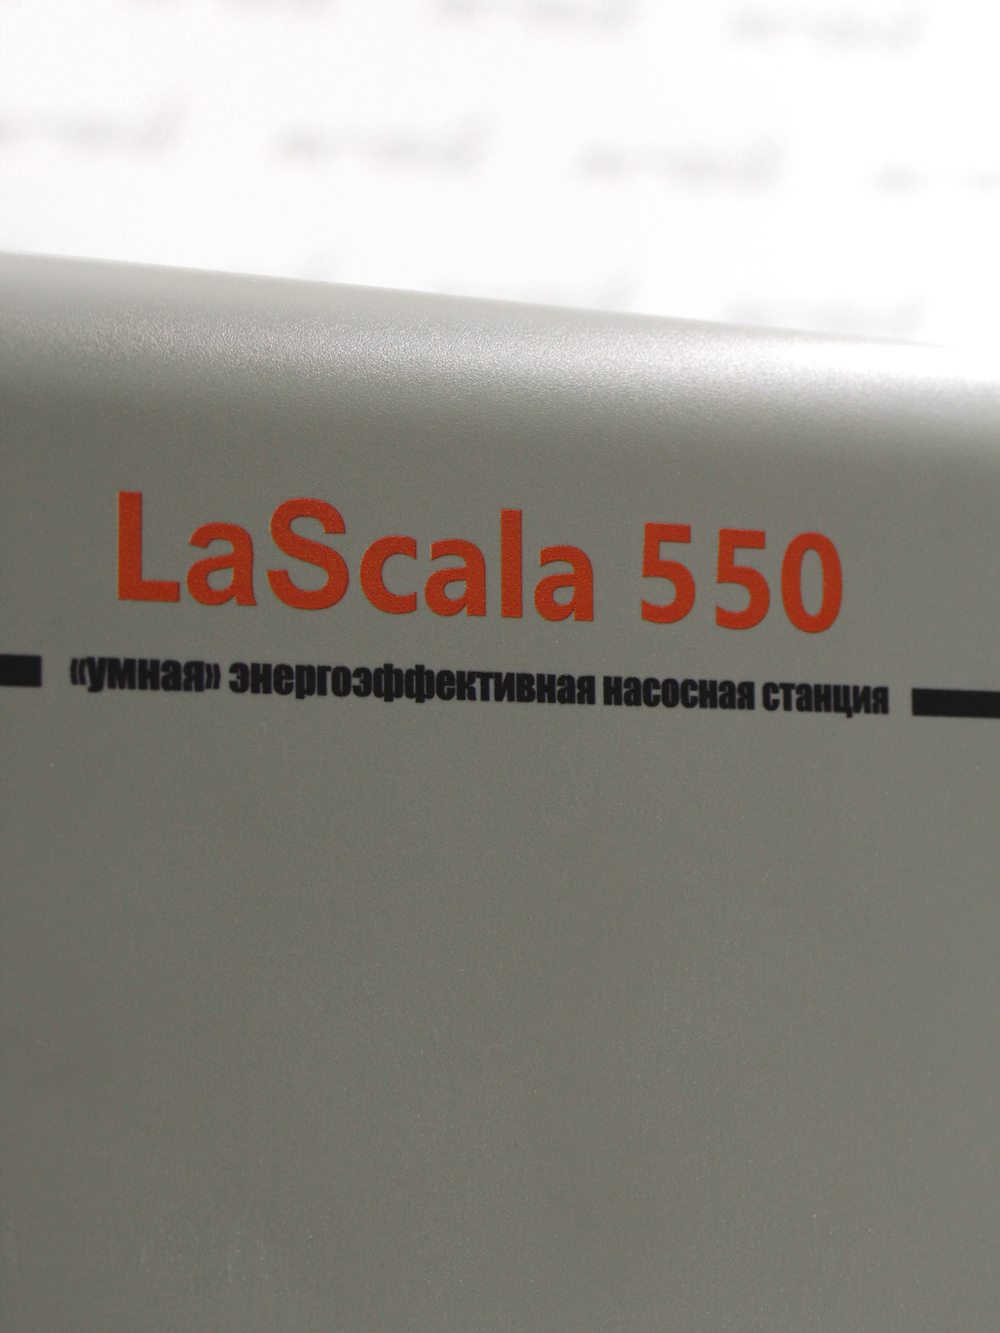 LaScala 550
«умная» энергоэффективная насосная станция